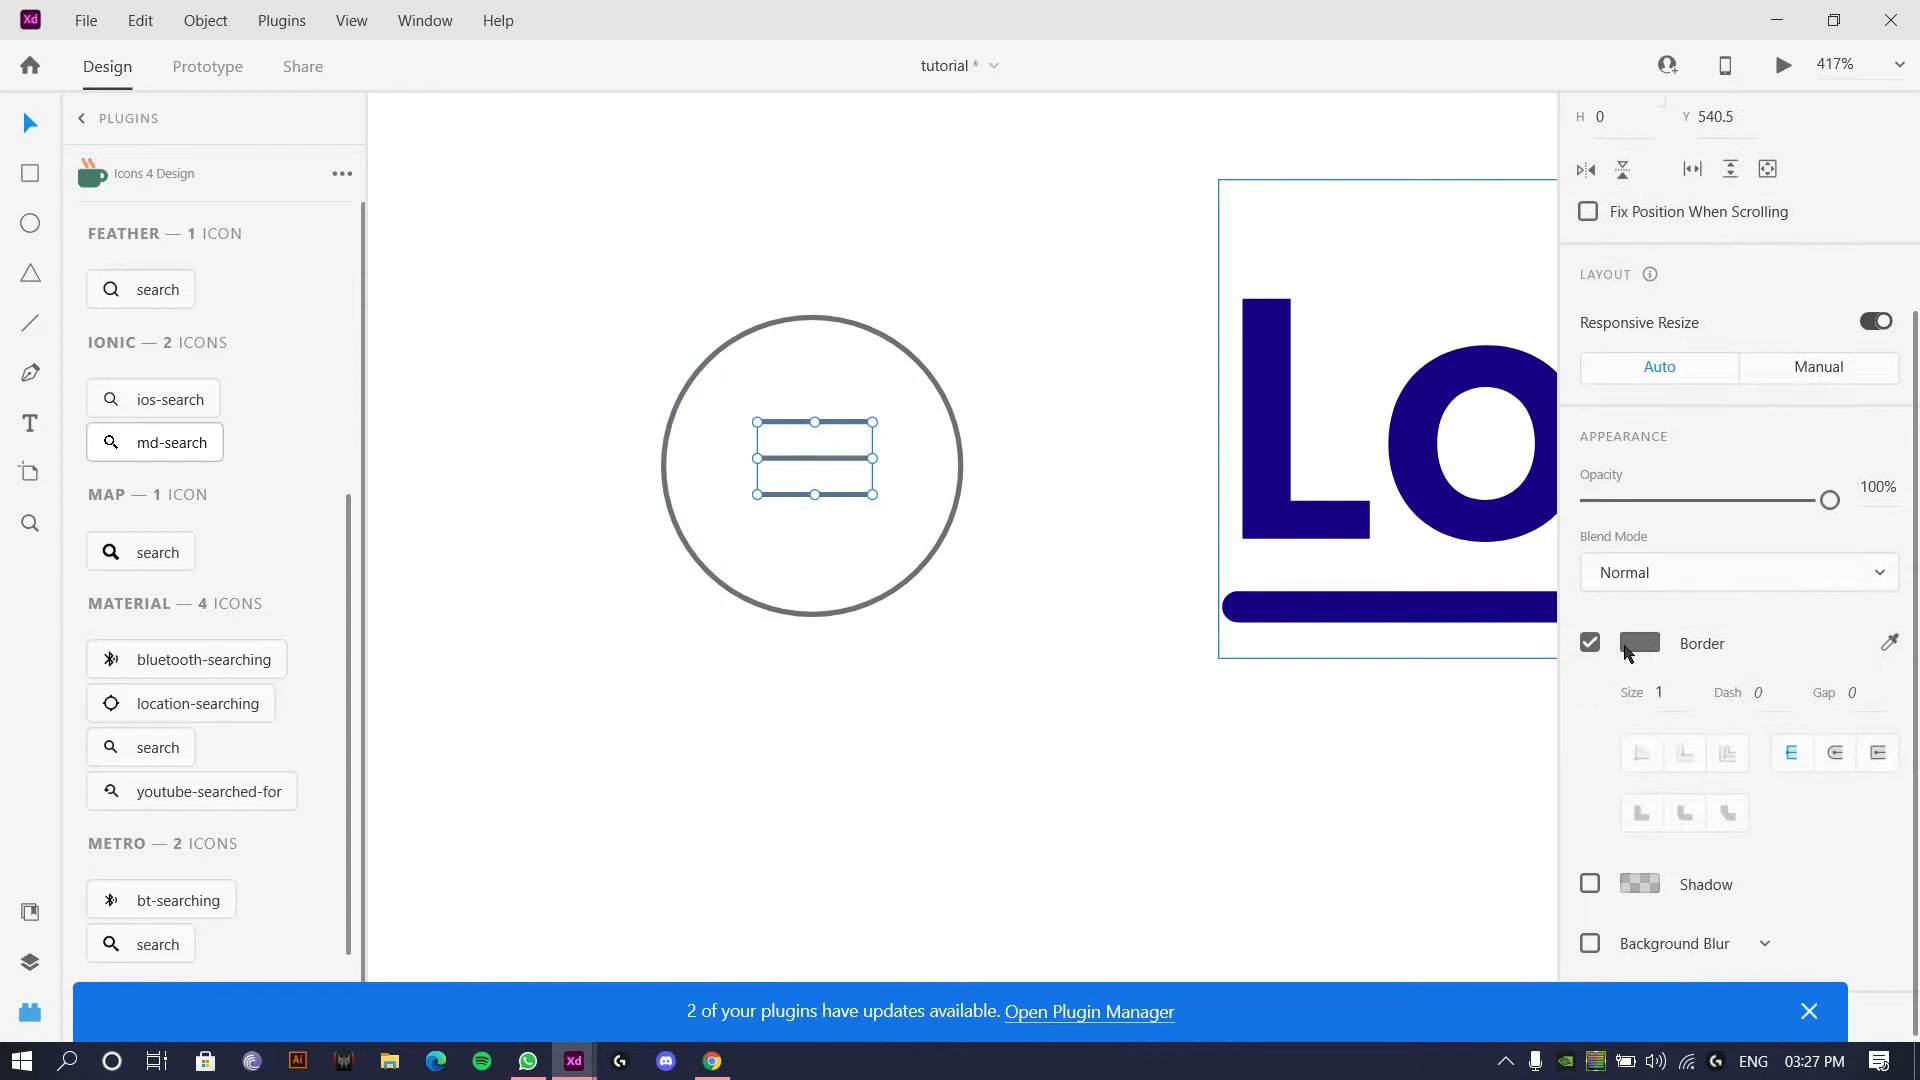 Xd File Edit Object Plugins View Window Help
Design Prototype Share tutorial * 417%
PLUGINS
Icons 4 Design
FEATHER — 1 ICON
search
IONIC — 2 ICONS
ios-search
md-search
MAP — 1 ICON
search
MATERIAL — 4 ICONS
bluetooth-searching
location-searching
search
youtube-searched-for
METRO — 2 ICONS
bt-searching
search
Lo
H 0 Y 540.5
Fix Position When Scrolling
LAYOUT
Responsive Resize
Auto Manual
APPEARANCE
Opacity
100%
Blend Mode
Normal
Border
Size 1 Dash 0 Gap 0
Shadow
Background Blur
2 of your plugins have updates available. Open Plugin Manager
Ai Xd ENG 03:27 PM